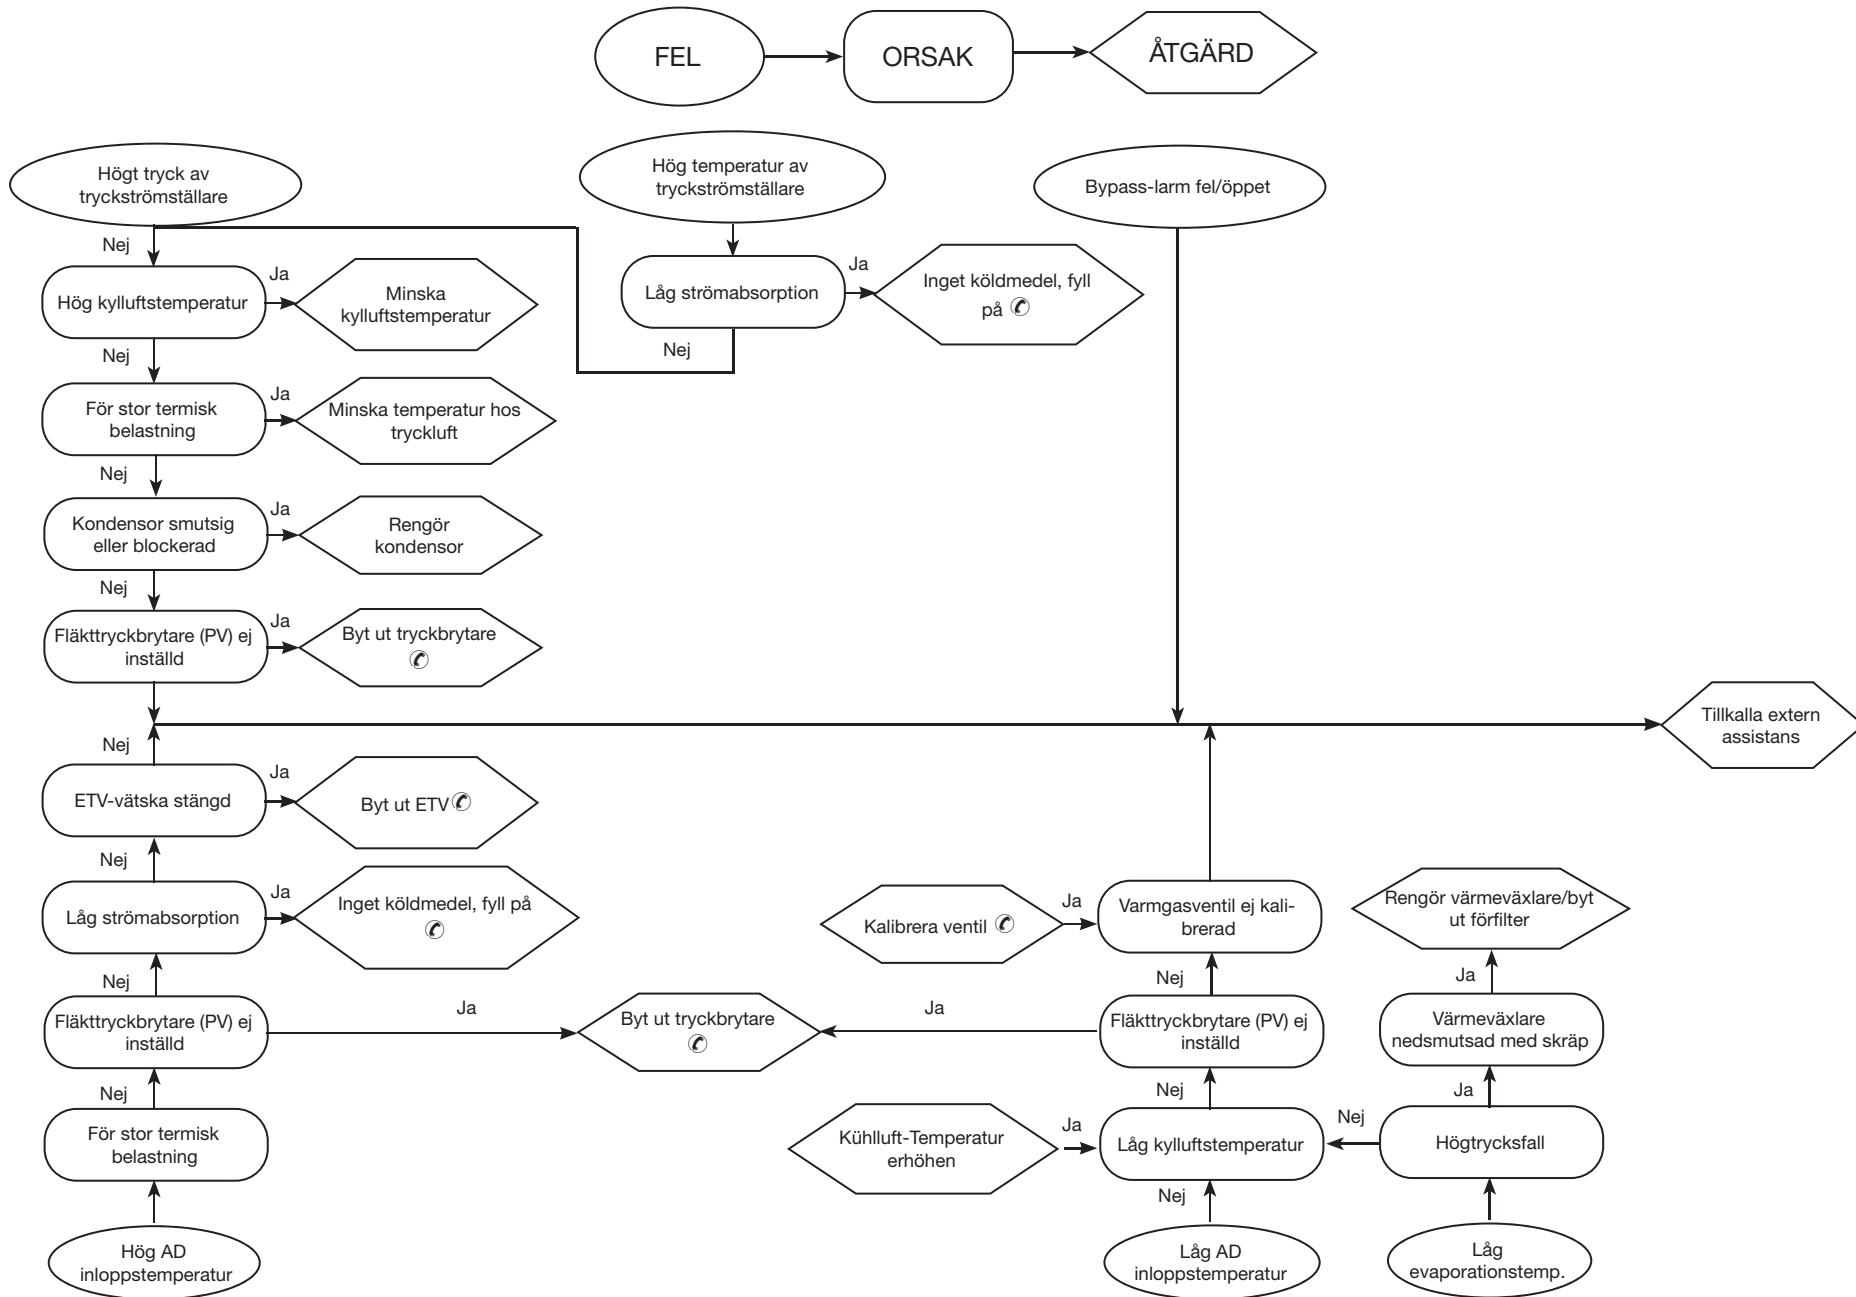 FEL
ORSAK
ÅTGÄRD
Högt tryck av
tryckströmställare
Hög temperatur av
tryckströmställare
Bypass-larm fel/öppet
Nej
Hög kylluftstemperatur
Ja
Minska
kylluftstemperatur
Låg strömabsorption
Ja
Inget köldmedel, fyll
på ✆
Nej
Nej
För stor termisk
belastning
Ja
Minska temperatur hos
tryckluft
Nej
Kondensor smutsig
eller blockerad
Ja
Rengör
kondensor
Nej
Fläkttryckbrytare (PV) ej
inställd
Ja
Byt ut tryckbrytare
✆
Tillkalla extern
assistans
Nej
ETV-vätska stängd
Ja
Byt ut ETV ✆
Nej
Låg strömabsorption
Ja
Inget köldmedel, fyll på
✆
Kalibrera ventil ✆
Ja
Varmgasventil ej kali-
brerad
Rengör värmeväxlare/byt
ut förfilter
Nej
Nej
Ja
Fläkttryckbrytare (PV) ej
inställd
Ja
Byt ut tryckbrytare
✆
Ja
Fläkttryckbrytare (PV) ej
inställd
Värmeväxlare
nedsmutsad med skräp
Nej
Nej
Ja
För stor termisk
belastning
Kühlluft-Temperatur
erhöhen
Ja
Låg kylluftstemperatur
Nej
Högtrycksfall
Nej
Hög AD
inloppstemperatur
Låg AD
inloppstemperatur
Låg
evaporationstemp.